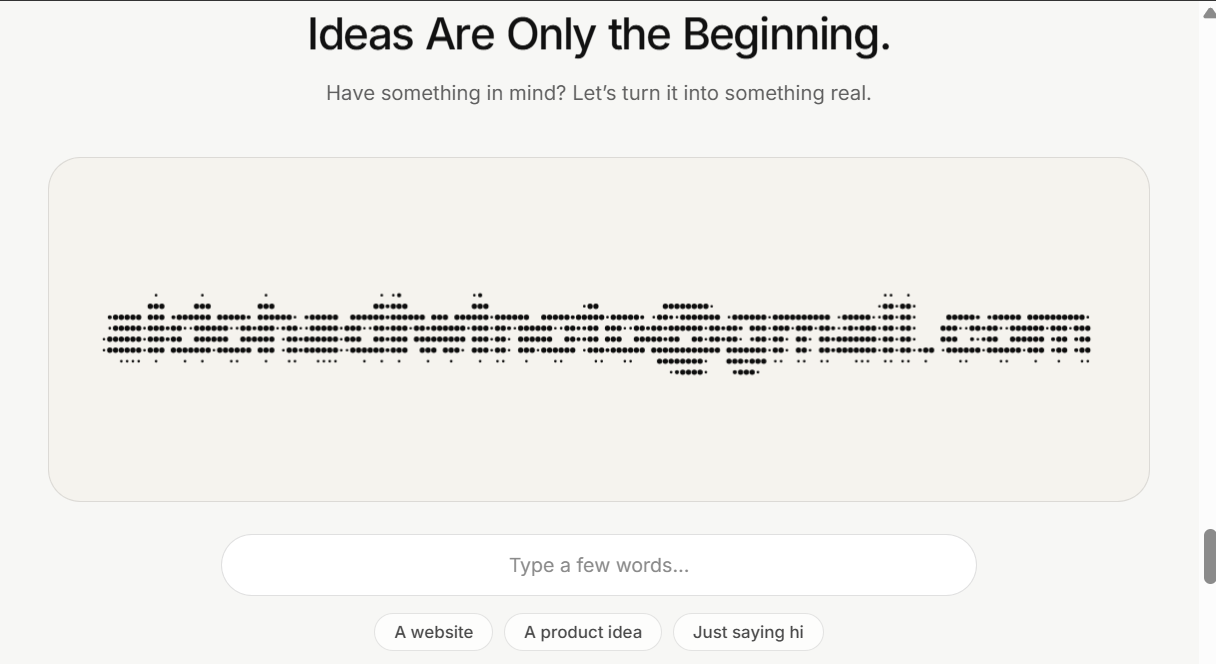 Ideas Are Only the Beginning.
Have something in mind? Let’s turn it into something real.
Type a few words...
A website
A product idea
Just saying hi